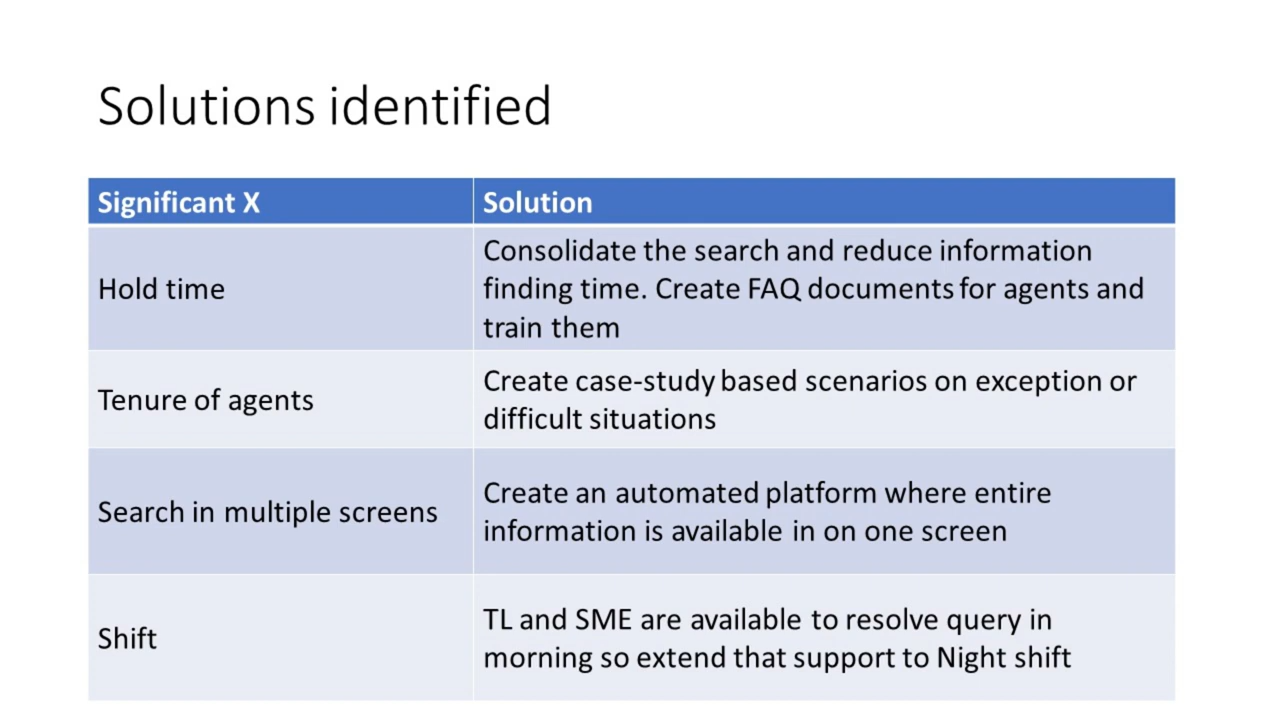 Solutions identified
Significant X
Solution
Hold time
Consolidate the search and reduce information
finding time. Create FAQ documents for agents and
train them
Tenure of agents
Create case-study based scenarios on exception or
difficult situations
Search in multiple screens
Create an automated platform where entire
information is available in on one screen
Shift
TL and SME are available to resolve query in
morning so extend that support to Night shift